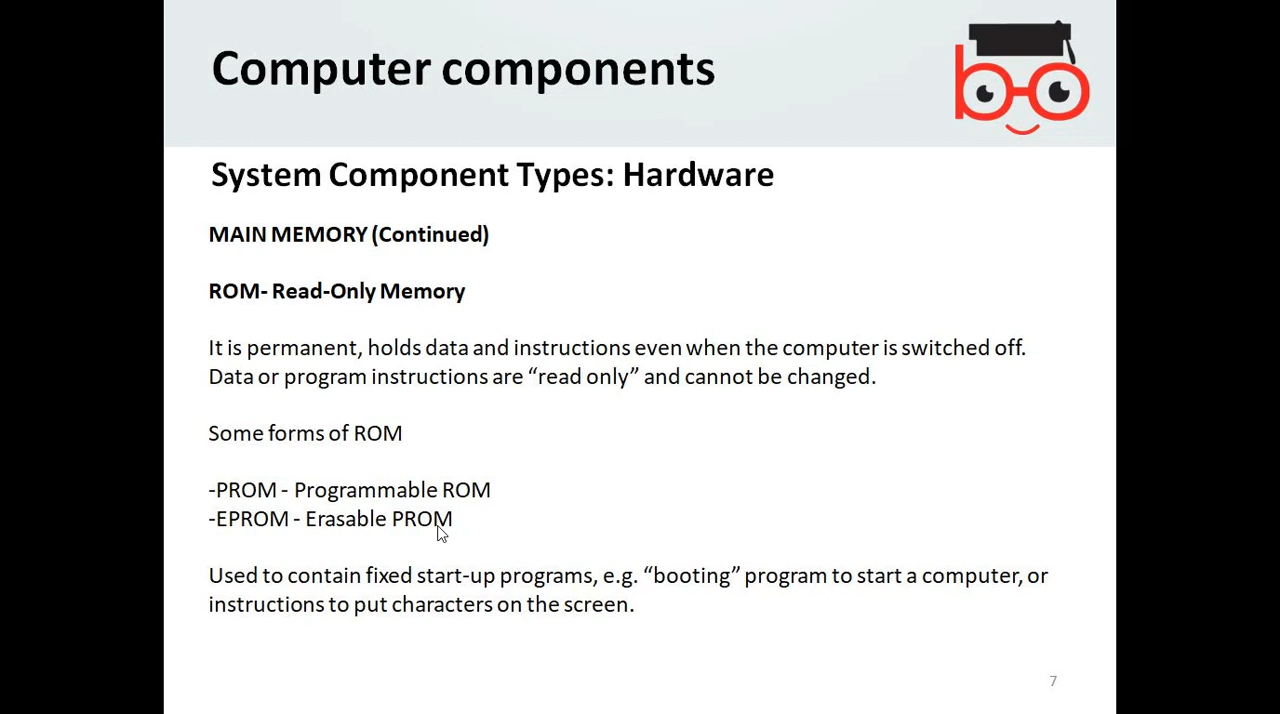 Computer components
System Component Types: Hardware
MAIN MEMORY (Continued)
ROM- Read-Only Memory
It is permanent, holds data and instructions even when the computer is switched off.
Data or program instructions are “read only” and cannot be changed.
Some forms of ROM
-PROM - Programmable ROM
-EPROM - Erasable PROM
Used to contain fixed start-up programs, e.g. “booting” program to start a computer, or
instructions to put characters on the screen.
7